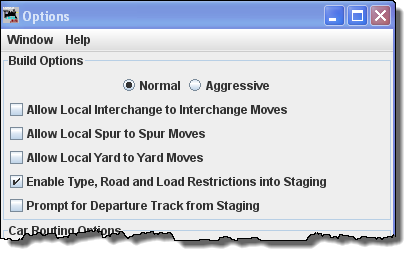 Options
Window Help
Build Options
Normal Aggressive
Allow Local Interchange to Interchange Moves
Allow Local Spur to Spur Moves
Allow Local Yard to Yard Moves
Enable Type, Road and Load Restrictions into Staging
Prompt for Departure Track from Staging
Car Routing Options